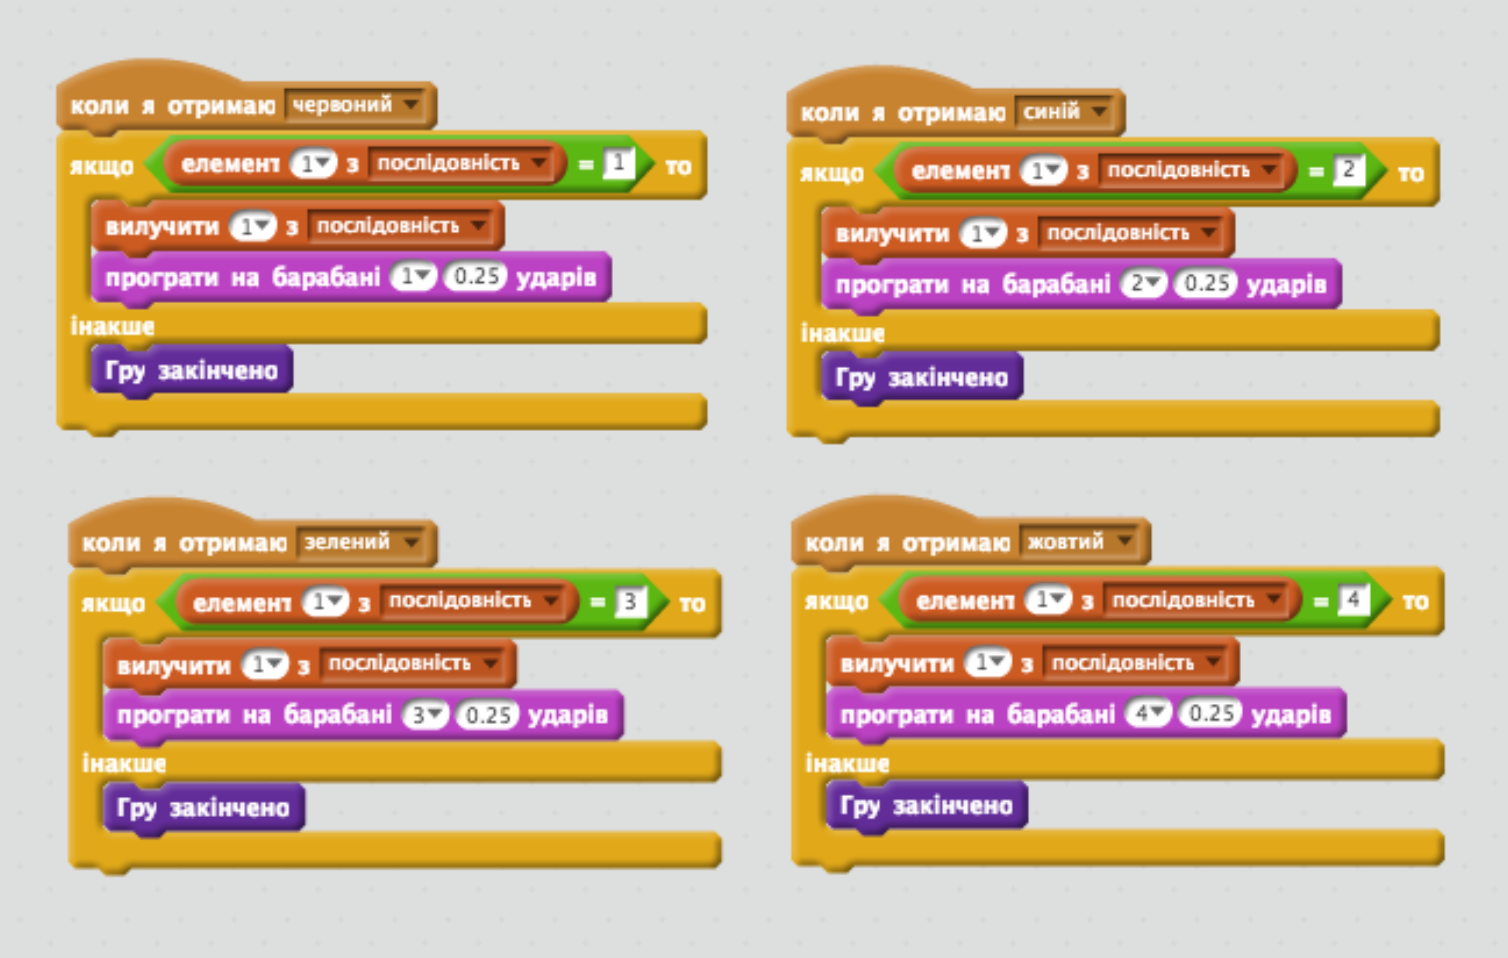 коли я отримаю червоний
якщо елемент 1 з послідовність = 1 то
вилучити 1 з послідовність
програти на барабані 1 0.25 ударів
інакше
Гру закінчено
коли я отримаю синій
якщо елемент 1 з послідовність = 2 то
вилучити 1 з послідовність
програти на барабані 2 0.25 ударів
інакше
Гру закінчено
коли я отримаю зелений
якщо елемент 1 з послідовність = 3 то
вилучити 1 з послідовність
програти на барабані 3 0.25 ударів
інакше
Гру закінчено
коли я отримаю жовтий
якщо елемент 1 з послідовність = 4 то
вилучити 1 з послідовність
програти на барабані 4 0.25 ударів
інакше
Гру закінчено